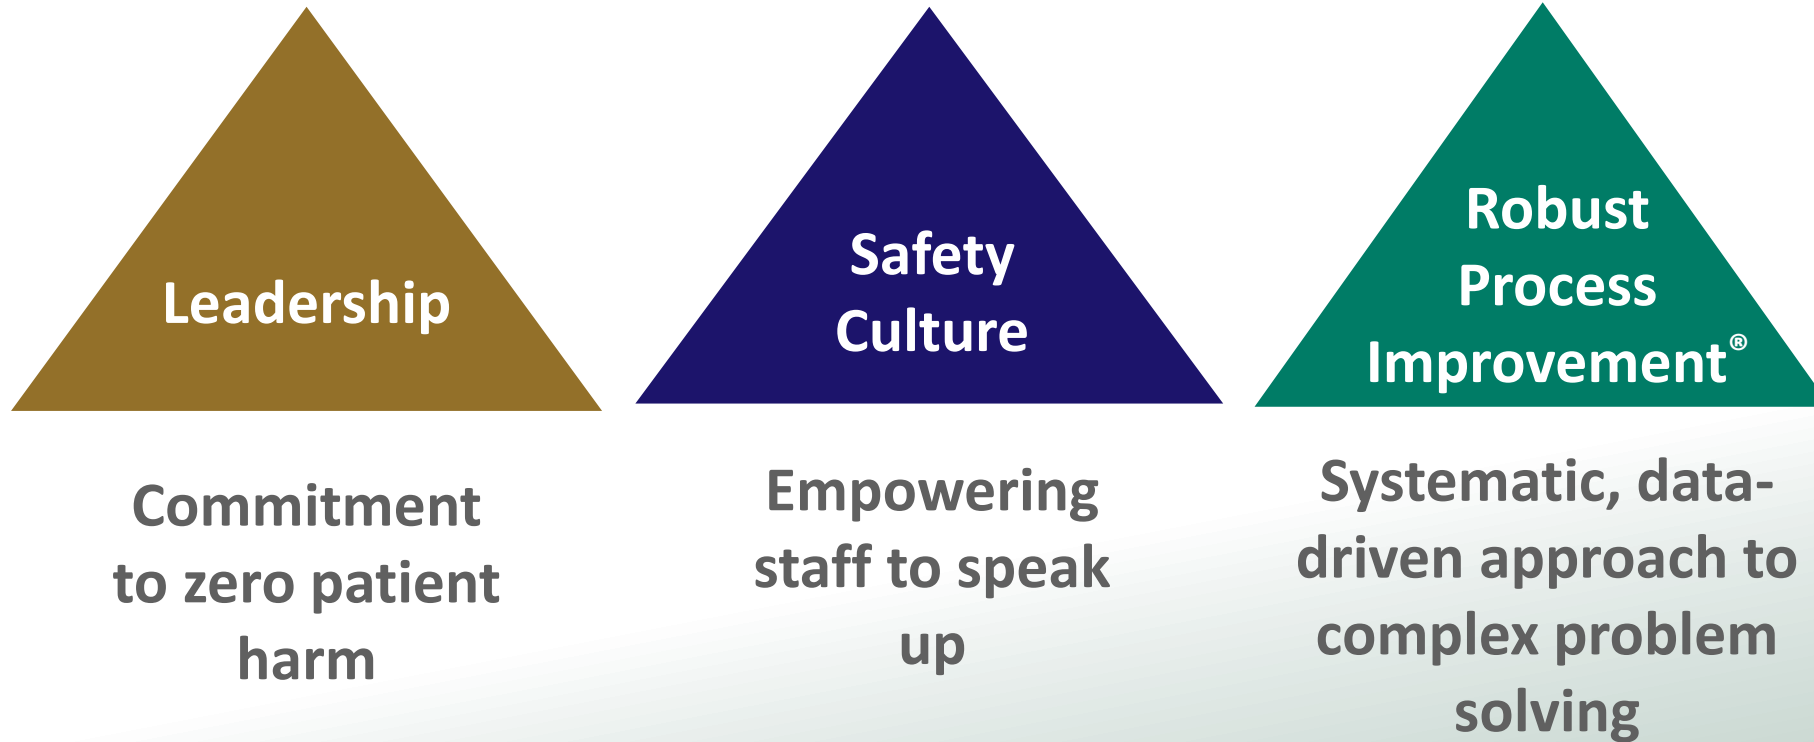 Leadership
Commitment
to zero patient
harm
Safety
Culture
Empowering
staff to speak
up
Robust
Process
Improvement®
Systematic, data-
driven approach to
complex problem
solving